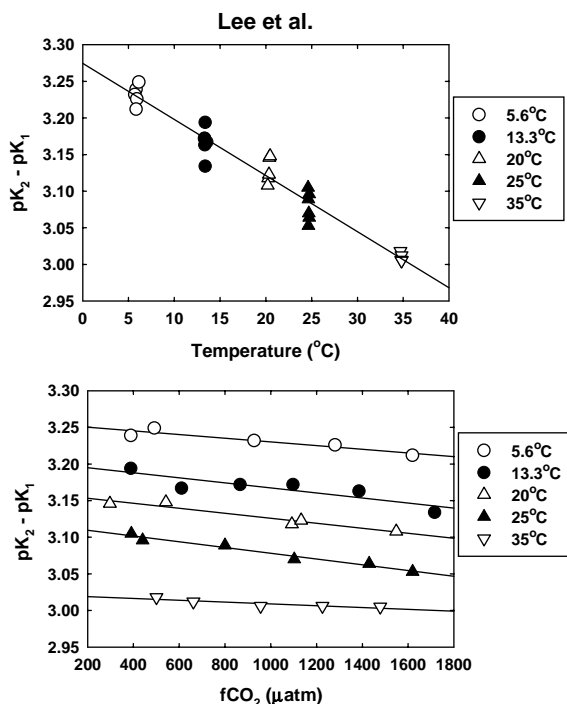 Lee et al.
3.30
3.25
3.20
3.15
3.10
3.05
3.00
2.95
pK₂ - pK₁
0 5 10 15 20 25 30 35 40
Temperature (°C)
5.6°C
13.3°C
20°C
25°C
35°C
3.30
3.25
3.20
3.15
3.10
3.05
3.00
2.95
pK₂ - pK₁
200 400 600 800 1000 1200 1400 1600 1800
fCO₂ (μatm)
5.6°C
13.3°C
20°C
25°C
35°C